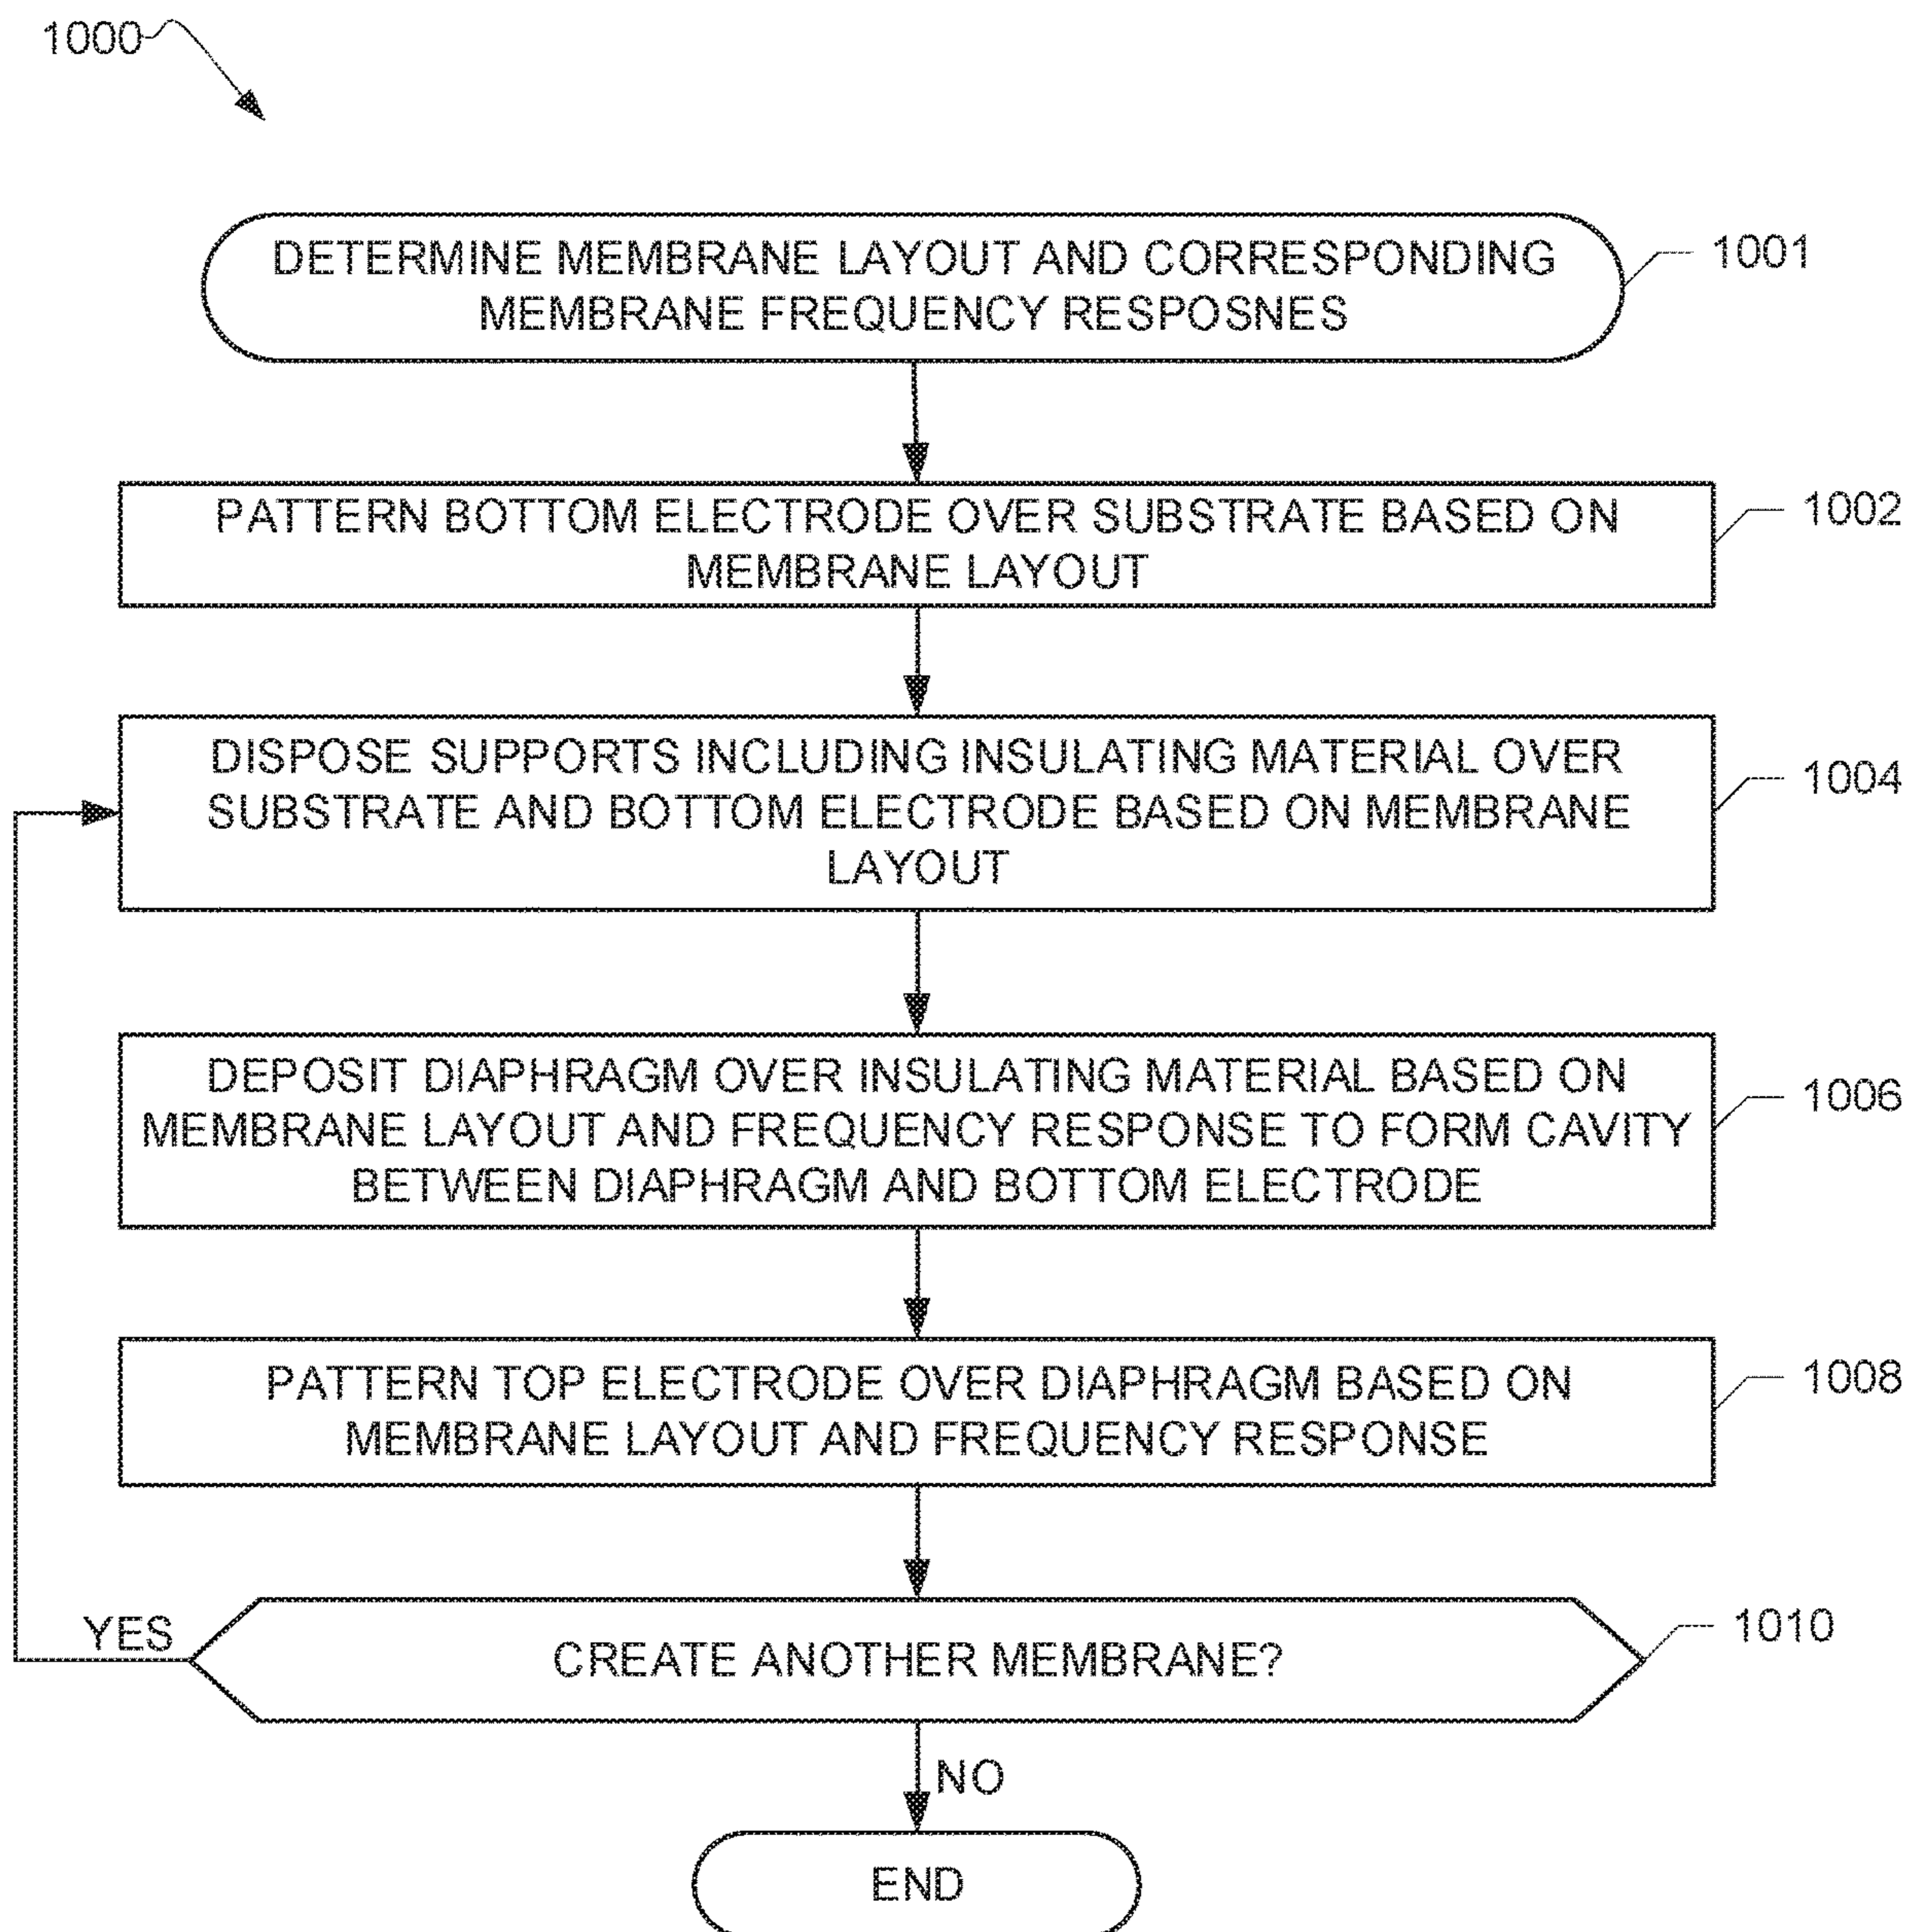 1000
DETERMINE MEMBRANE LAYOUT AND CORRESPONDING
MEMBRANE FREQUENCY RESPOSNES
1001
PATTERN BOTTOM ELECTRODE OVER SUBSTRATE BASED ON
MEMBRANE LAYOUT
1002
DISPOSE SUPPORTS INCLUDING INSULATING MATERIAL OVER
SUBSTRATE AND BOTTOM ELECTRODE BASED ON MEMBRANE
LAYOUT
1004
DEPOSIT DIAPHRAGM OVER INSULATING MATERIAL BASED ON
MEMBRANE LAYOUT AND FREQUENCY RESPONSE TO FORM CAVITY
BETWEEN DIAPHRAGM AND BOTTOM ELECTRODE
1006
PATTERN TOP ELECTRODE OVER DIAPHRAGM BASED ON
MEMBRANE LAYOUT AND FREQUENCY RESPONSE
1008
YES
CREATE ANOTHER MEMBRANE?
1010
NO
END